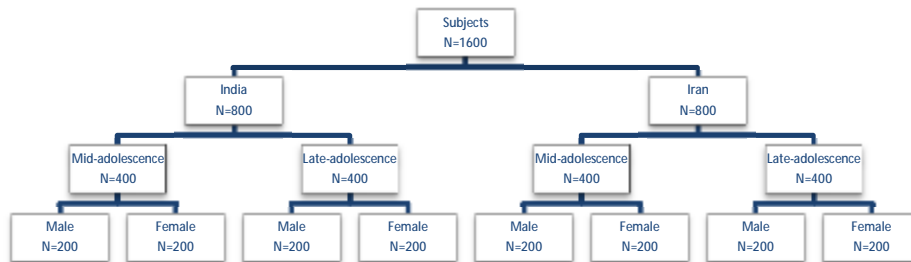 Subjects
N=1600
India
N=800
Iran
N=800
Mid-adolescence
N=400
Late-adolescence
N=400
Mid-adolescence
N=400
Late-adolescence
N=400
Male
N=200
Female
N=200
Male
N=200
Female
N=200
Male
N=200
Female
N=200
Male
N=200
Female
N=200